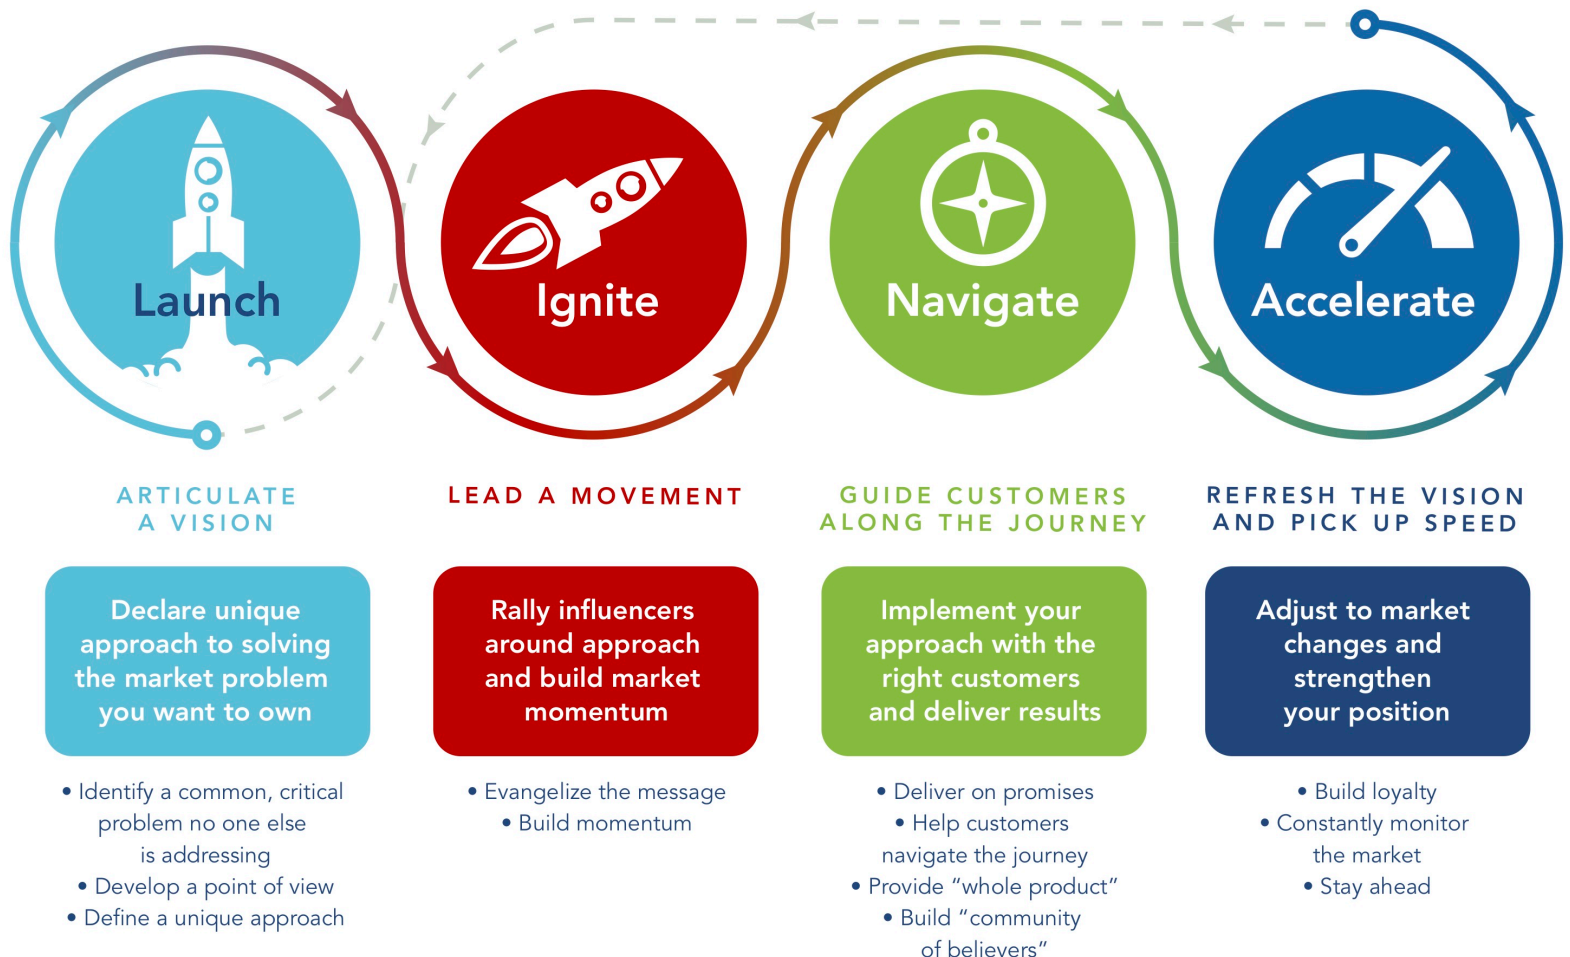 Launch
Ignite
Navigate
Accelerate
ARTICULATE
A VISION
LEAD A MOVEMENT
GUIDE CUSTOMERS
ALONG THE JOURNEY
REFRESH THE VISION
AND PICK UP SPEED
Declare unique
approach to solving
the market problem
you want to own
Rally influencers
around approach
and build market
momentum
Implement your
approach with the
right customers
and deliver results
Adjust to market
changes and
strengthen
your position
• Identify a common, critical
problem no one else
is addressing
• Develop a point of view
• Define a unique approach
• Evangelize the message
• Build momentum
• Deliver on promises
• Help customers
navigate the journey
• Provide “whole product”
• Build “community
of believers”
• Build loyalty
• Constantly monitor
the market
• Stay ahead